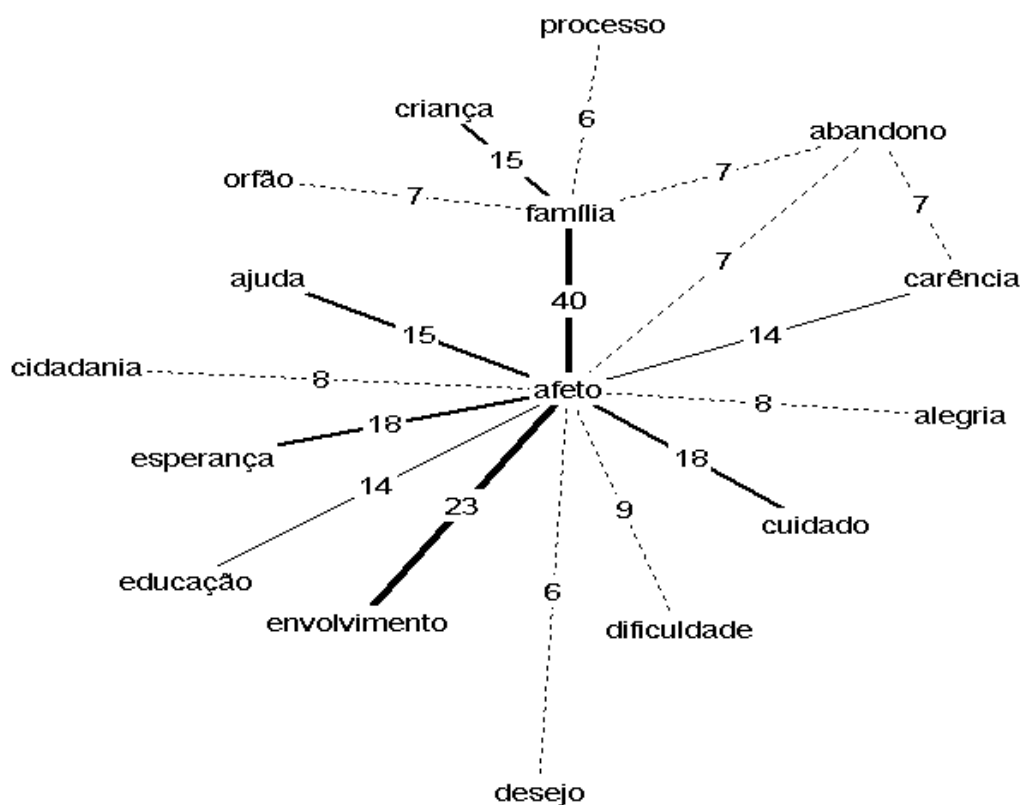 processo
criança
6
abandono
15
orfão
7
7
família
7
7
ajuda
carência
40
15
14
cidadania
8
afeto
8
alegria
18
esperança
18
14
23
9
cuidado
educação
6
envolvimento
dificuldade
desejo